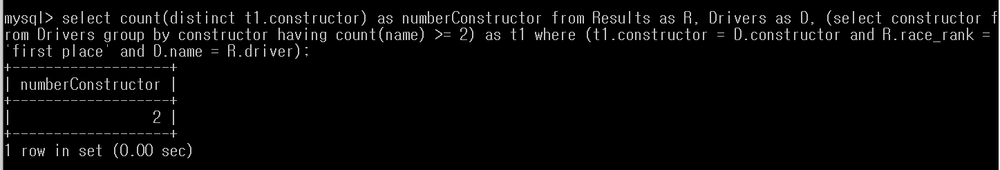 mysql> select count(distinct t1.constructor) as numberConstructor from Results as R, Drivers as D, (select constructor f
rom Drivers group by constructor having count(name) >= 2) as t1 where (t1.constructor = D.constructor and R.race_rank =
'first place' and D.name = R.driver);
+-------------------+
| numberConstructor |
+-------------------+
|                 2 |
+-------------------+
1 row in set (0.00 sec)